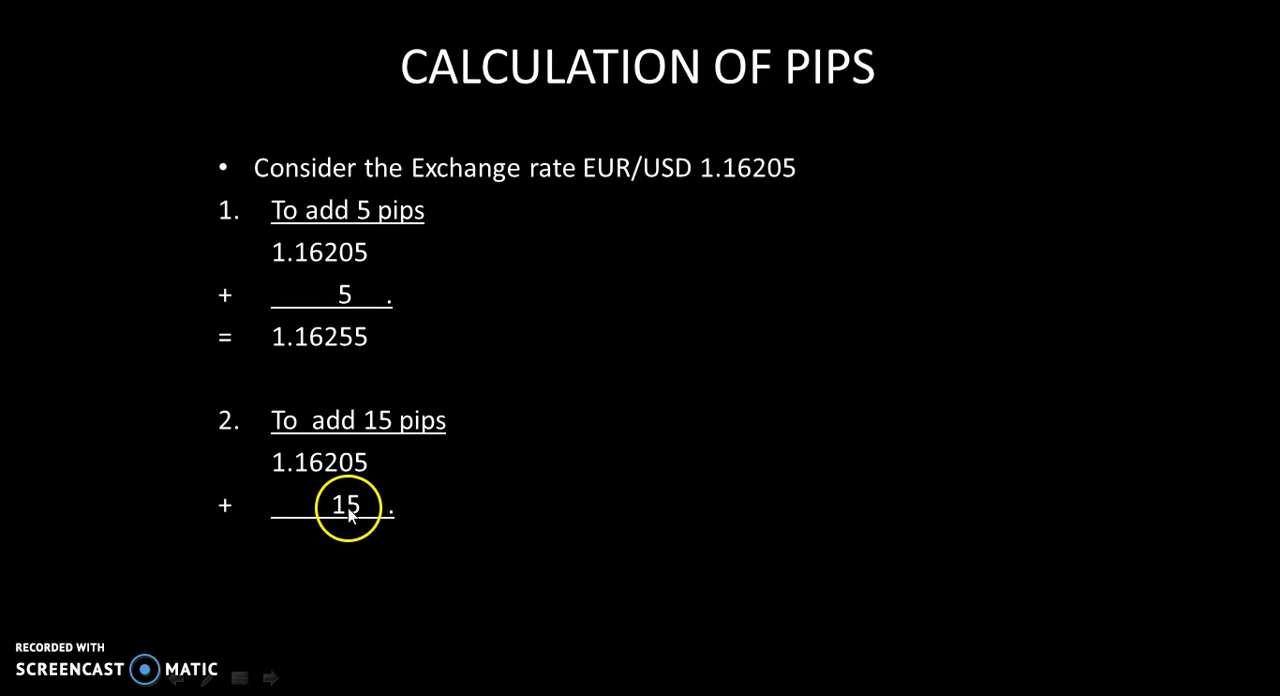 CALCULATION OF PIPS
• Consider the Exchange rate EUR/USD 1.16205
1. To add 5 pips
1.16205
+ 5 .
= 1.16255
2. To add 15 pips
1.16205
+ 15 .
RECORDED WITH
SCREENCAST MATIC